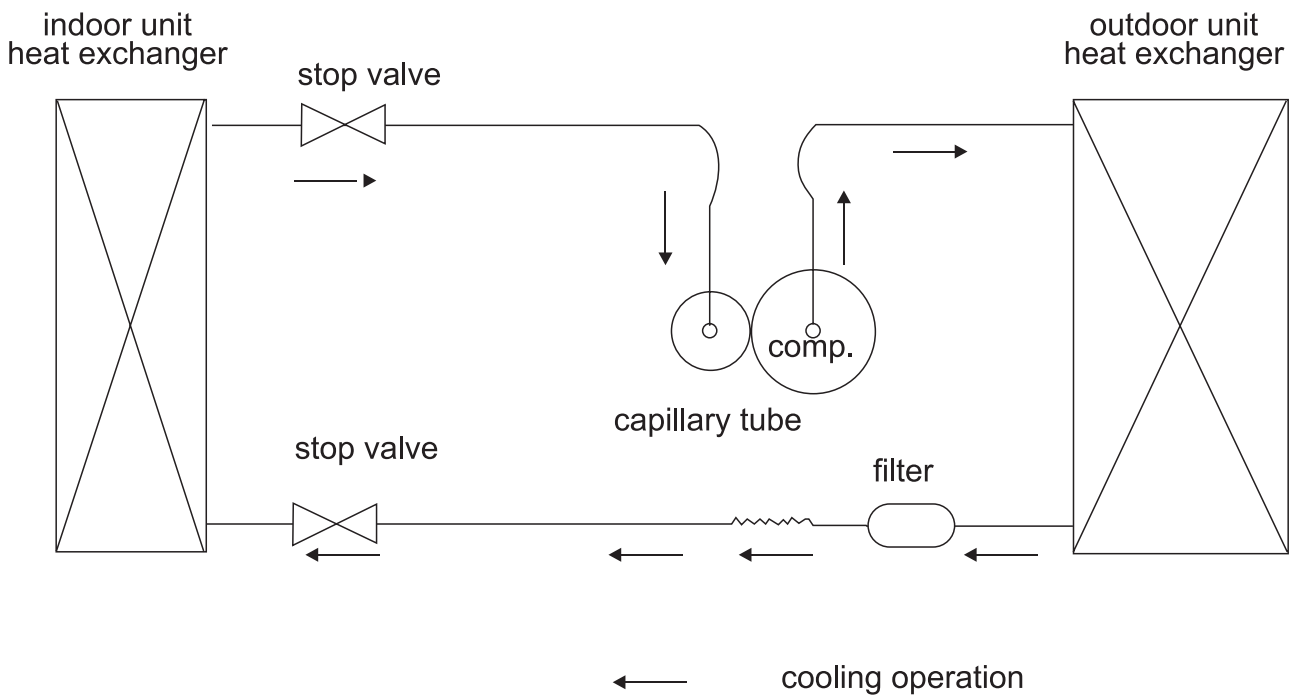 indoor unit
heat exchanger
outdoor unit
heat exchanger
stop valve
comp.
capillary tube
stop valve
filter
cooling operation